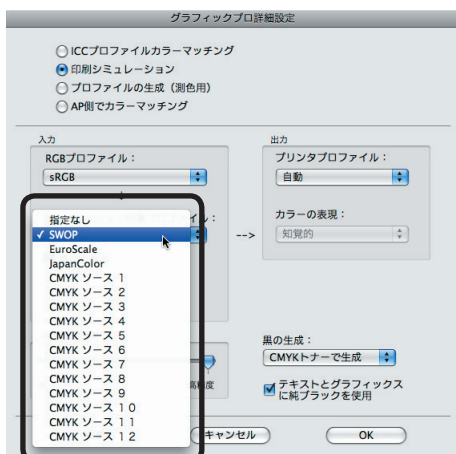 グラフィックプロ詳細設定
ICCプロファイルカラーマッチング
印刷シミュレーション
プロファイルの生成（測色用）
AP側でカラーマッチング
入力
RGBプロファイル：
sRGB
イル：
指定なし
✓ SWOP
EuroScale
JapanColor
CMYK ソース 1
CMYK ソース 2
CMYK ソース 3
CMYK ソース 4
CMYK ソース 5
CMYK ソース 6
CMYK ソース 7
CMYK ソース 8
CMYK ソース 9
CMYK ソース 1 0
CMYK ソース 1 1
CMYK ソース 1 2
-->
出力
プリンタプロファイル：
自動
カラーの表現：
知覚的
黒の生成：
CMYKトナーで生成
テキストとグラフィックス
に純ブラックを使用
キャンセル
OK